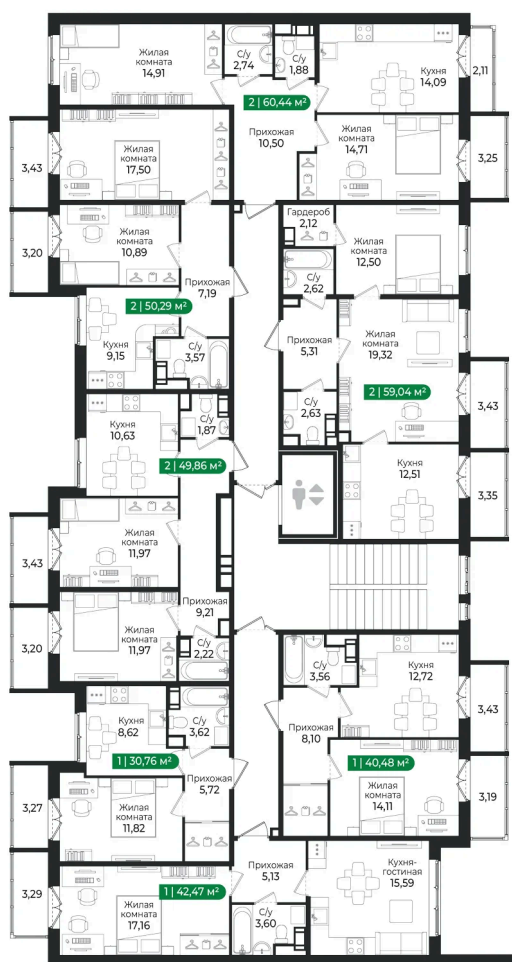 Жилая
комната
14,91
С/у
2,74
С/у
1,88
Кухня
14,09
2,11
2 | 60,44 м²
Прихожая
10,50
3,43
Жилая
комната
17,50
Жилая
комната
14,71
3,25
3,20
Жилая
комната
10,89
Прихожая
7,19
Гардероб
2,12
Жилая
комната
12,50
С/у
2,62
2 | 50,29 м²
Кухня
9,15
С/у
3,57
Прихожая
5,31
Жилая
комната
19,32
2 | 59,04 м²
3,43
С/у
2,63
Кухня
10,63
С/у
1,87
2 | 49,86 м²
12,51
3,35
3,43
Жилая
комната
11,97
3,20
Жилая
комната
11,97
Прихожая
9,21
С/у
2,22
С/у
3,56
Кухня
12,72
3,43
Кухня
8,62
С/у
3,62
Прихожая
8,10
1 | 30,76 м²
5,72
1 | 40,48 м²
Жилая
комната
14,11
3,19
3,27
Жилая
комната
11,82
3,29
1 | 42,47 м²
Жилая
комната
17,16
5,13
С/у
3,60
Кухня-
гостиная
15,59